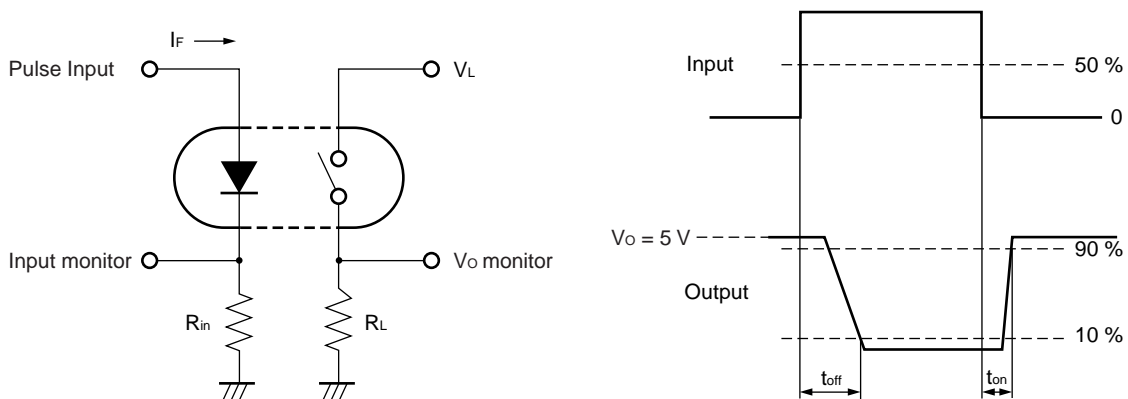 IF
Pulse Input
VL
Input monitor
VO monitor
Rin
RL
Input
50 %
0
VO = 5 V
90 %
Output
10 %
toff
ton